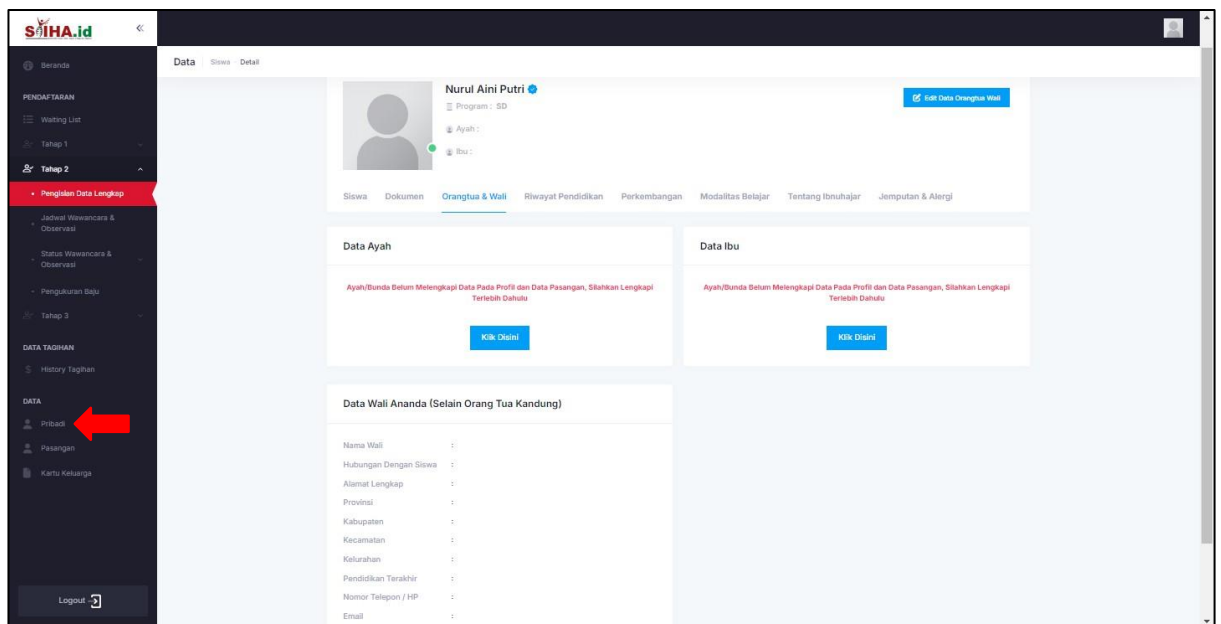 SIIHA.id
Beranda
PENDAFTARAN
Waiting List
Tahap 1
Tahap 2
Pengisian Data Lengkap
Jadwal Wawancara &
Observasi
Status Wawancara &
Observasi
Pengukuran Baju
Tahap 3
DATA TAGIHAN
History Tagihan
DATA
Pribadi
Pasangan
Kartu Keluarga
Logout
Data Siswa - Detail
Nurul Aini Putri
Program : SD
Ayah :
Ibu :
Edit Data Orangtua Wali
Siswa Dokumen Orangtua & Wali Riwayat Pendidikan Perkembangan Modalitas Belajar Tentang Ibnuhajar Jemputan & Alergi
Data Ayah
Ayah/Bunda Belum Melengkapi Data Pada Profil dan Data Pasangan, Silahkan Lengkapi
Terlebih Dahulu
Klik Disini
Data Ibu
Ayah/Bunda Belum Melengkapi Data Pada Profil dan Data Pasangan, Silahkan Lengkapi
Terlebih Dahulu
Klik Disini
Data Wali Ananda (Selain Orang Tua Kandung)
Nama Wali :
Hubungan Dengan Siswa :
Alamat Lengkap :
Provinsi :
Kabupaten :
Kecamatan :
Kelurahan :
Pendidikan Terakhir :
Nomor Telepon / HP :
Email :